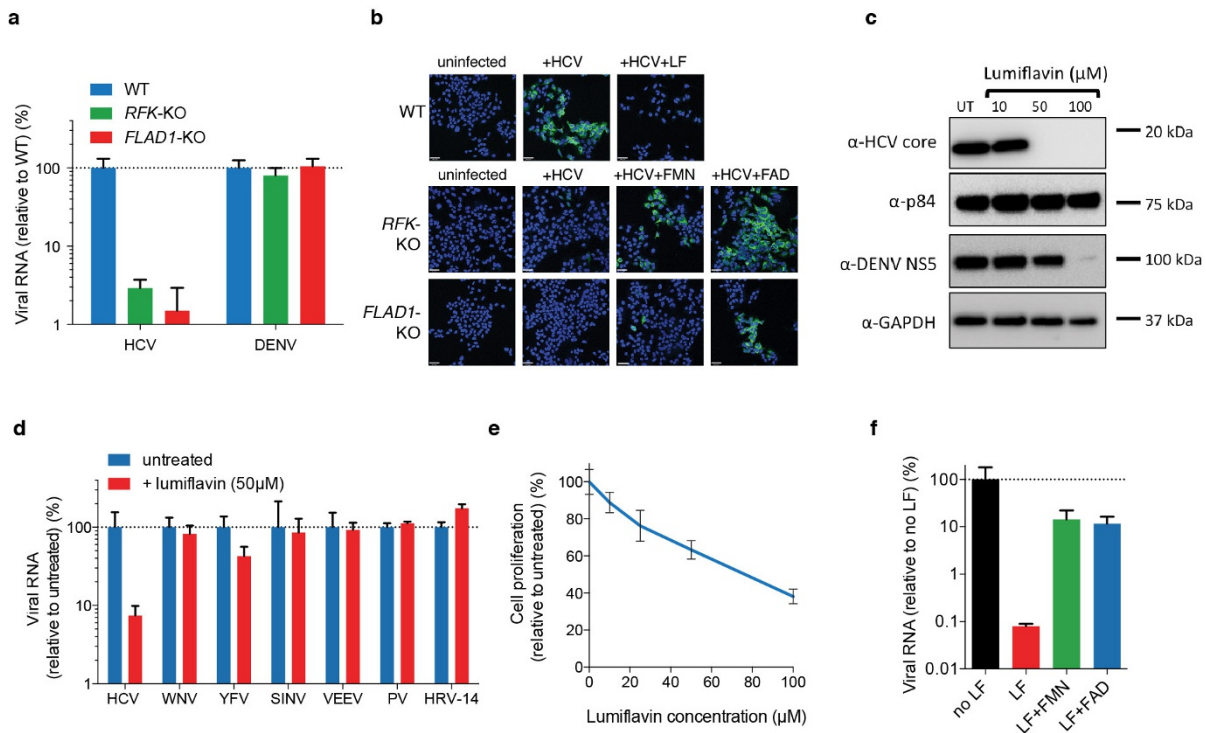 a
WT
RFK-KO
FLAD1-KO
Viral RNA (relative to WT) (%)
100
10
1
HCV
DENV
b
uninfected
+HCV
+HCV+LF
WT
uninfected
+HCV
+HCV+FMN
+HCV+FAD
RFK-
KO
FLAD1-
KO
c
Lumiflavin (µM)
UT
10
50
100
α-HCV core
20 kDa
α-p84
75 kDa
α-DENV NS5
100 kDa
α-GAPDH
37 kDa
d
untreated
+ lumiflavin (50µM)
Viral RNA
(relative to untreated) (%)
100
10
1
HCV
WNV
YFV
SINV
VEEV
PV
HRV-14
e
Cell proliferation
(relative to untreated) (%)
100
80
60
40
20
0
0
20
40
60
80
100
Lumiflavin concentration (µM)
f
Viral RNA (relative to no LF) (%)
100
10
1
0.1
0.01
no LF
LF
LF+FMN
LF+FAD